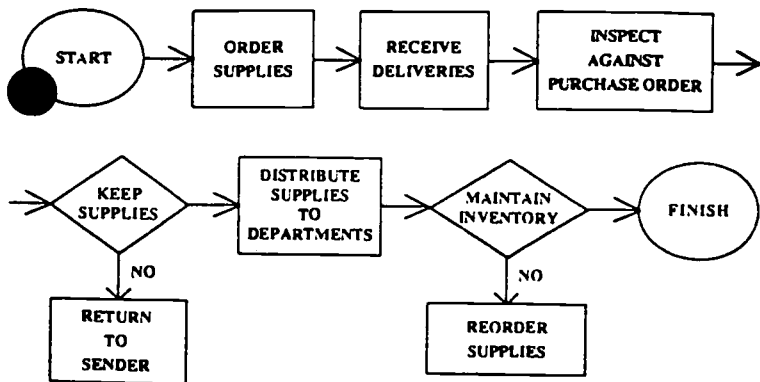 START
ORDER
SUPPLIES
RECEIVE
DELIVERIES
INSPECT
AGAINST
PURCHASE ORDER
KEEP
SUPPLIES
DISTRIBUTE
SUPPLIES
TO
DEPARTMENTS
MAINTAIN
INVENTORY
FINISH
NO
RETURN
TO
SENDER
NO
REORDER
SUPPLIES